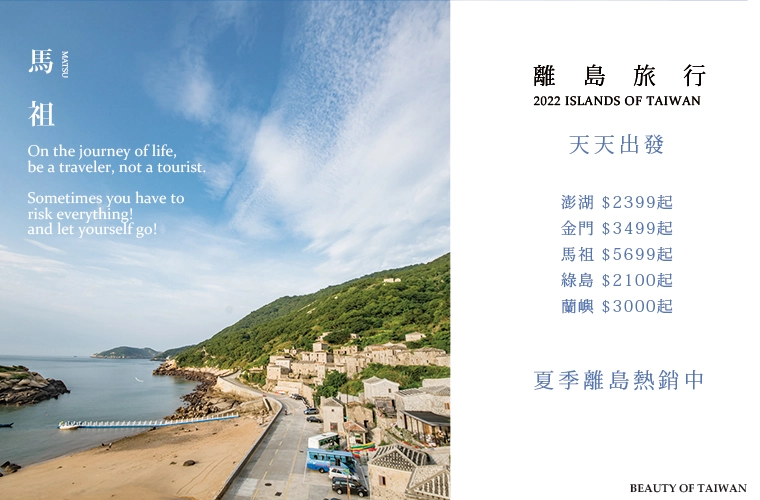 馬祖
MATSU
On the journey of life,
be a traveler, not a tourist.
Sometimes you have to
risk everything!
and let yourself go!
離島旅行
2022 ISLANDS OF TAIWAN
天天出發
澎湖 $2399起
金門 $3499起
馬祖 $5699起
綠島 $2100起
蘭嶼 $3000起
夏季離島熱銷中
BEAUTY OF TAIWAN